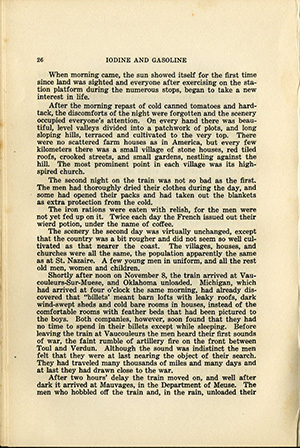 26 IODINE AND GASOLINE
When morning came, the sun showed itself for the first time
since land was sighted and everyone after exercising on the sta-
tion platform during the numerous stops, began to take a new
interest in life.
After the morning repast of cold canned tomatoes and hard-
tack, the discomforts of the night were forgotten and the scenery
occupied everyone's attention. On every hand there was beau-
tiful, level valleys divided into a patchwork of plots, and long
sloping hills, terraced and cultivated to the very top. There
were no scattered farm houses as in America, but every few
kilometers there was a small village of stone houses, red tiled
roofs, crooked streets, and small gardens, nestling against the
hill. The most prominent point in each village was its high-
spired church.
The second night on the train was not so bad as the first.
The men had thoroughly dried their clothes during the day, and
some had opened their packs and had taken out the blankets
as extra protection from the cold.
The iron rations were eaten with relish, for the men were
not yet fed up on it. Twice each day the French issued out their
wierd potion, under the name of coffee.
The scenery the second day was virtually unchanged, except
that the country was a bit rougher and did not seem so well cul-
tivated as that nearer the coast. The villages, houses, and
churches were all the same, the population apparently the same
as at St. Nazaire. A few young men in uniform, and all the rest
old men, women and children.
Shortly after noon on November 8, the train arrived at Vau-
couleurs-Sur-Muese, and Oklahoma unloaded. Michigan, which
had arrived at four o'clock the same morning, had already dis-
covered that "billets' meant barn lofts with leaky roofs, dark
wind-swept sheds and cold bare rooms in houses, instead of the
comfortable rooms with feather beds that had been pictured to
the boys. Both companies, however, soon found that they had
no time to spend in their billets except while sleeping. Before
leaving the train at Vaucouleurs the men heard their first sounds
of war, the faint rumble of artillery fire on the front between
Toul and Verdun. Although the sound was indistinct the men
felt that they were at last nearing the object of their search.
They had traveled many thousands of miles and many days and
at last they had drawn close to the war.
After two hours' delay the train moved on, and well after
dark it arrived at Mauvages, in the Department of Meuse. The
men who hobbled off the train and, in the rain, unloaded their